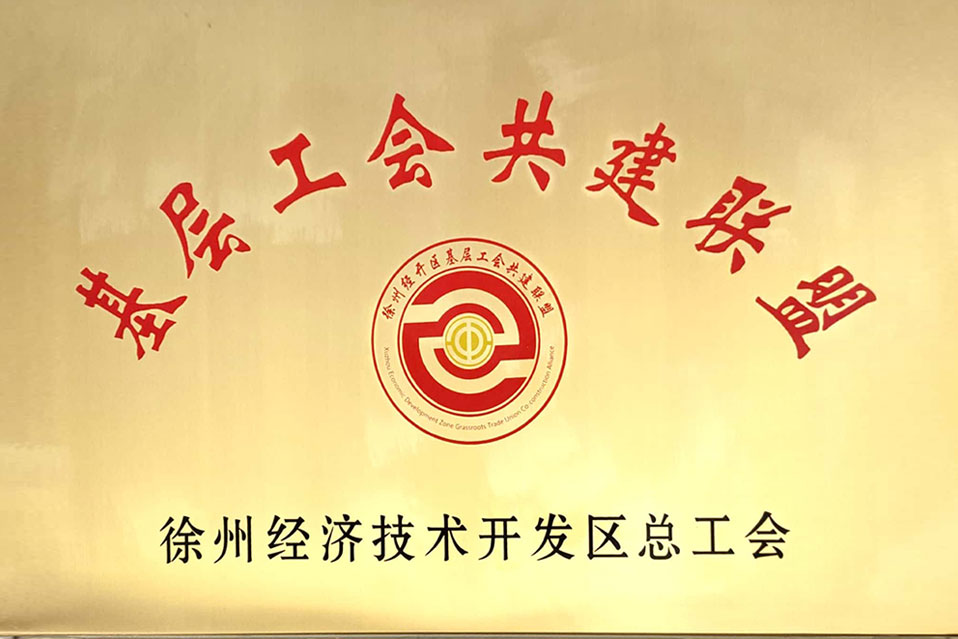 基层工会共建联盟
徐州经开区基层工会共建联盟
Xuzhou Economic Development Zone Grassroots Trade Union Co construction Alliance
徐州经济技术开发区总工会